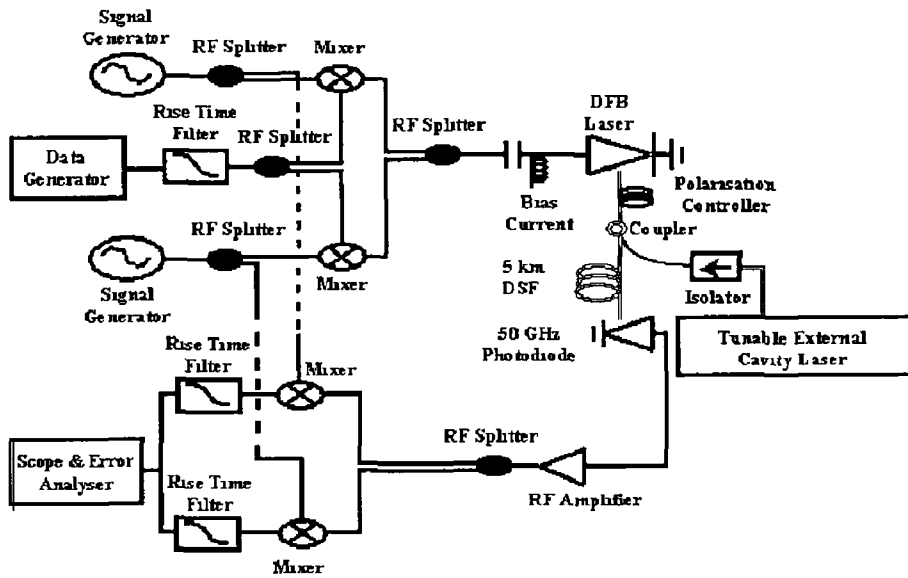 Signal
Generator
RF Splitter
Mixer
Rise Time
Filter
RF Splitter
RF Splitter
DFB
Laser
Data
Generator
Bias
Current
Polarisation
Controller
RF Splitter
Coupler
Mixer
Signal
Generator
5 km
DSF
Isolator
50 GHz
Photodiode
Tunable External
Cavity Laser
Rise Time
Filter
Mixer
RF Splitter
Scope & Error
Analyser
Rise Time
Filter
RF Amplifier
Mixer